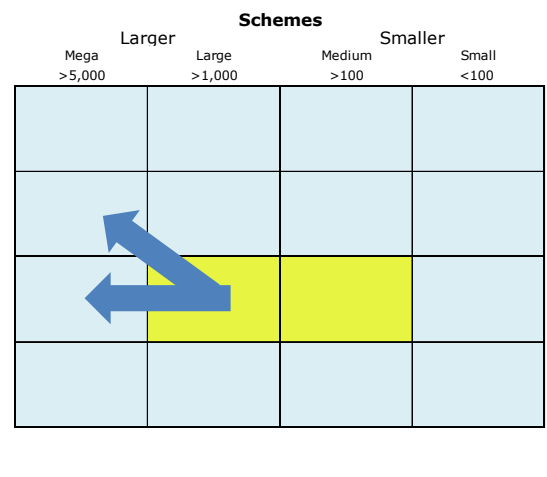 Schemes
Larger Smaller
Mega Large Medium Small
>5,000 >1,000 >100 <100